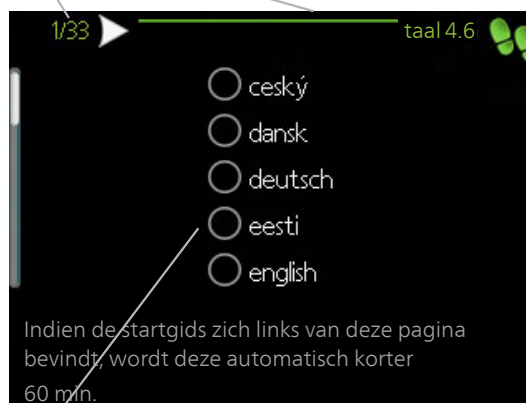 1/33 taal 4.6
ceský
dansk
deutsch
eesti
english
Indien de startgids zich links van deze pagina
bevindt, wordt deze automatisch korter
60 min.